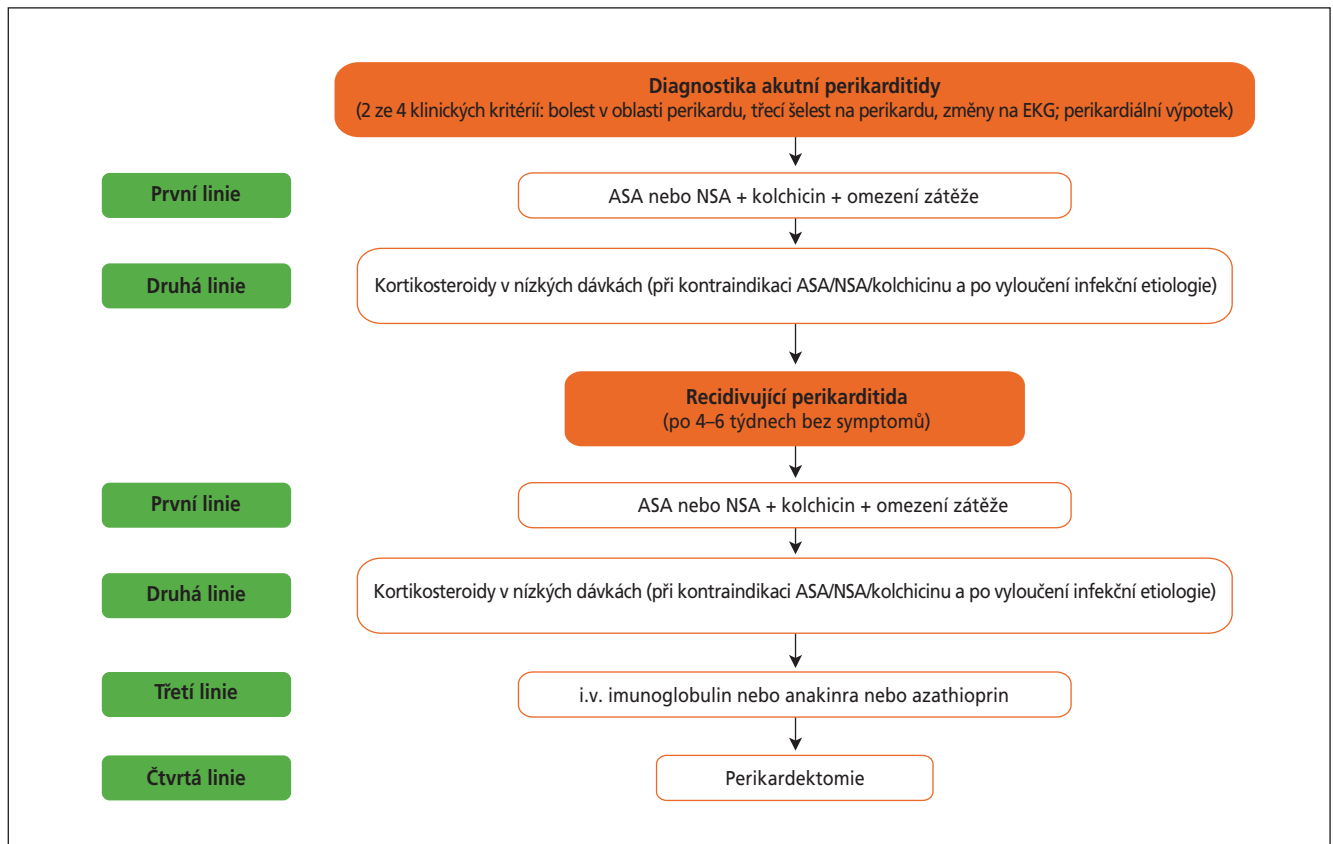 Diagnostika akutní perikarditidy
(2 ze 4 klinických kritérií: bolest v oblasti perikardu, třecí šelest na perikardu, změny na EKG; perikardiální výpotek)
První linie
ASA nebo NSA + kolchicin + omezení zátěže
Druhá linie
Kortikosteroidy v nízkých dávkách (při kontraindikaci ASA/NSA/kolchicinu a po vyloučení infekční etiologie)
Recidivující perikarditida
(po 4–6 týdnech bez symptomů)
První linie
ASA nebo NSA + kolchicin + omezení zátěže
Druhá linie
Kortikosteroidy v nízkých dávkách (při kontraindikaci ASA/NSA/kolchicinu a po vyloučení infekční etiologie)
Třetí linie
i.v. imunoglobulin nebo anakinra nebo azathioprin
Čtvrtá linie
Perikardektomie